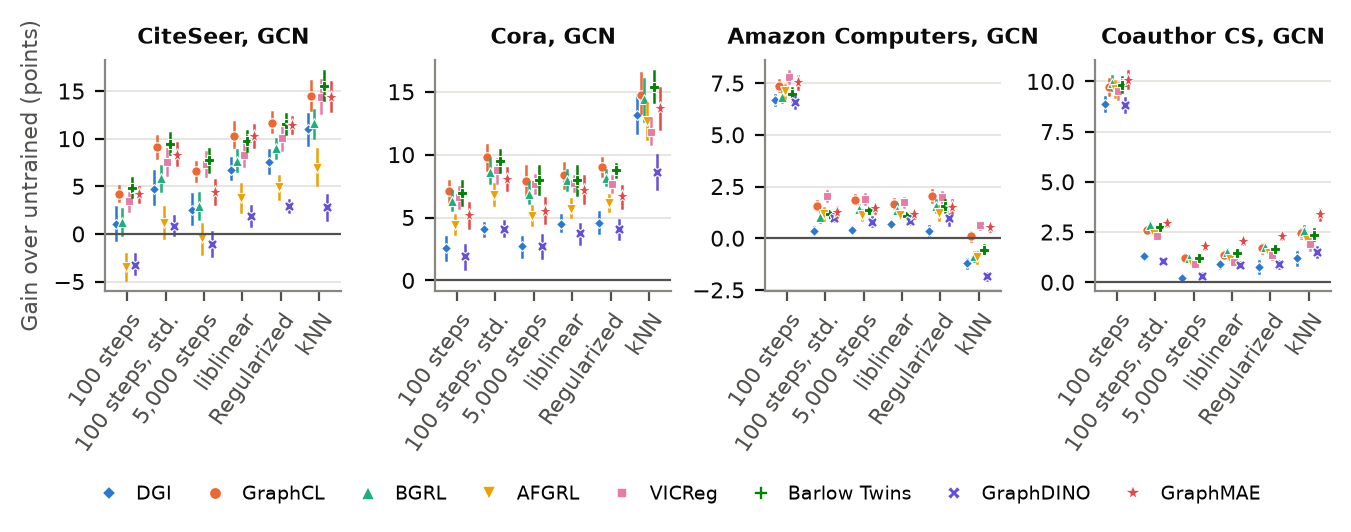 CiteSeer, GCN
Cora, GCN
Amazon Computers, GCN
Coauthor CS, GCN
Gain over untrained (points)
15
10
5
0
−5
100 steps
100 steps, std.
5,000 steps
liblinear
Regularized
kNN
15
10
5
0
100 steps
100 steps, std.
5,000 steps
liblinear
Regularized
kNN
7.5
5.0
2.5
0.0
−2.5
100 steps
100 steps, std.
5,000 steps
liblinear
Regularized
kNN
10.0
7.5
5.0
2.5
0.0
100 steps
100 steps, std.
5,000 steps
liblinear
Regularized
kNN
DGI GraphCL BGRL AFGRL VICReg Barlow Twins GraphDINO GraphMAE